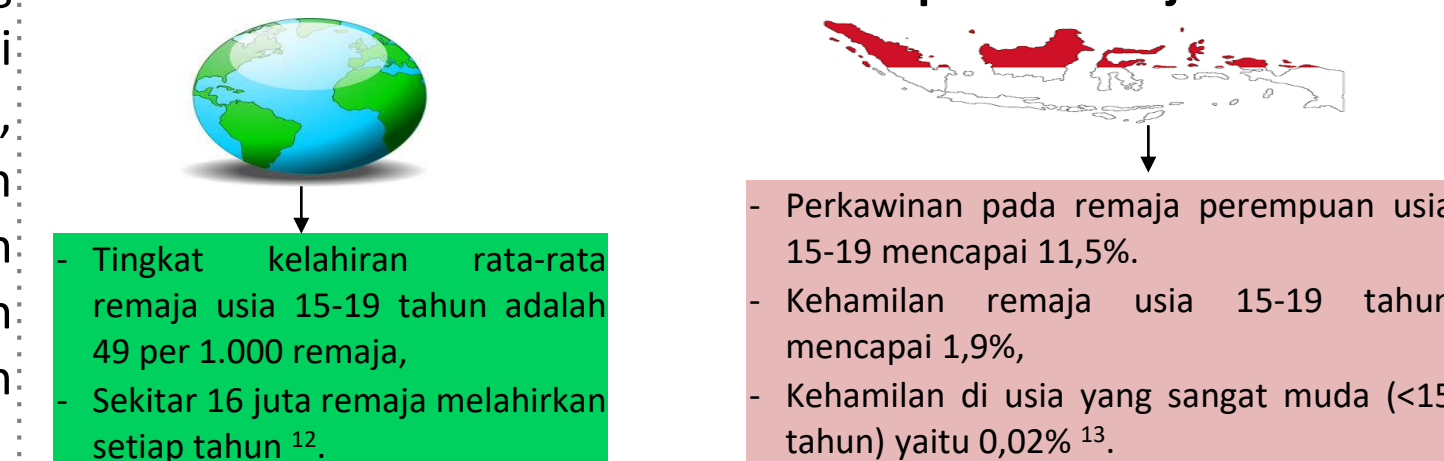 - Tingkat kelahiran rata-rata
remaja usia 15-19 tahun adalah
49 per 1.000 remaja,
- Sekitar 16 juta remaja melahirkan
setiap tahun 12.
- Perkawinan pada remaja perempuan usia
15-19 mencapai 11,5%.
- Kehamilan remaja usia 15-19 tahun
mencapai 1,9%,
- Kehamilan di usia yang sangat muda (<15
tahun) yaitu 0,02% 13.